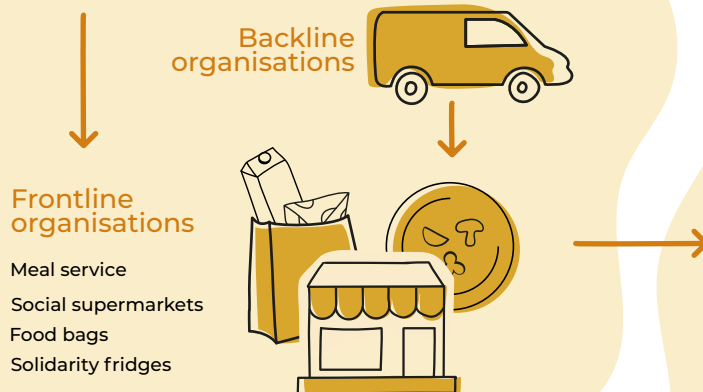 Backline
organisations
Frontline
organisations
Meal service
Social supermarkets
Food bags
Solidarity fridges